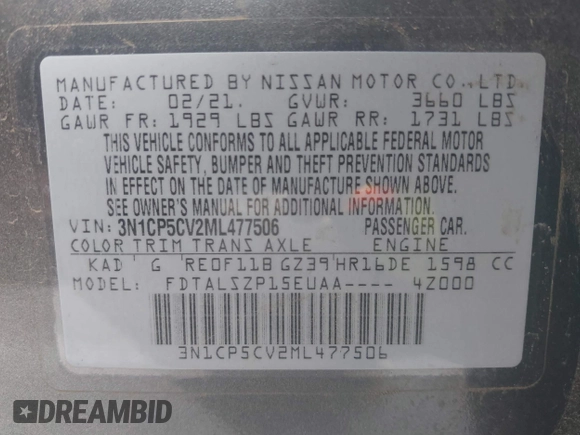 MANUFACTURED BY NISSAN MOTOR CO., LTD.
DATE: 02/21. GVWR: 3660 LBS
GAWR FR: 1929 LBS GAWR RR: 1731 LBS
THIS VEHICLE CONFORMS TO ALL APPLICABLE FEDERAL MOTOR
VEHICLE SAFETY, BUMPER AND THEFT PREVENTION STANDARDS
IN EFFECT ON THE DATE OF MANUFACTURE SHOWN ABOVE.
SEE OWNER'S MANUAL FOR ADDITIONAL INFORMATION.
VIN: 3N1CP5CV2ML477506 PASSENGER CAR.
COLOR TRIM TRANS AXLE ENGINE
KAD G RE0F11B GZ39 HR16DE 1598 CC
MODEL: FDTALSZP15EUAA---- 4Z000
3N1CP5CV2ML477506
DREAMBID